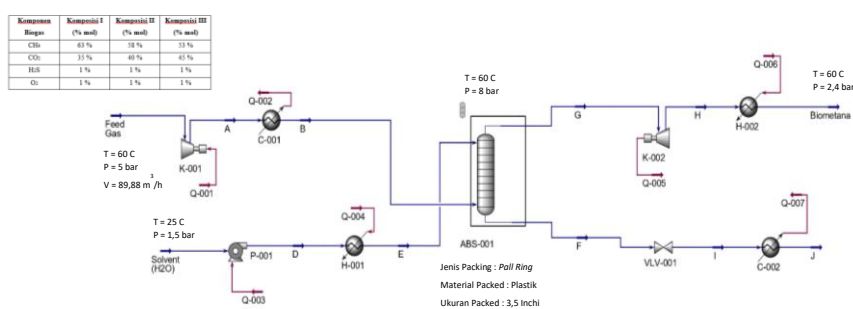 Komponen Komposisi I Komposisi II Komposisi III
Biogas (% mol) (% mol) (% mol)
CH₄ 63 % 58 % 53 %
CO₂ 35 % 40 % 45 %
H₂S 1 % 1 % 1 %
O₂ 1 % 1 % 1 %
Q-002
A
B
C-001
Feed
Gas
K-001
T = 60 C
P = 5 bar
V = 89,88 m³/h
Q-001
T = 25 C
P = 1,5 bar
Solvent
(H2O)
P-001
D
Q-003
Q-004
H-001
E
T = 60 C
P = 8 bar
ABS-001
G
K-002
Q-005
H
Q-006
H-002
T = 60 C
P = 2,4 bar
Biometana
F
VLV-001
I
Q-007
C-002
J
Jenis Packing : Pall Ring
Material Packed : Plastik
Ukuran Packed : 3,5 Inchi